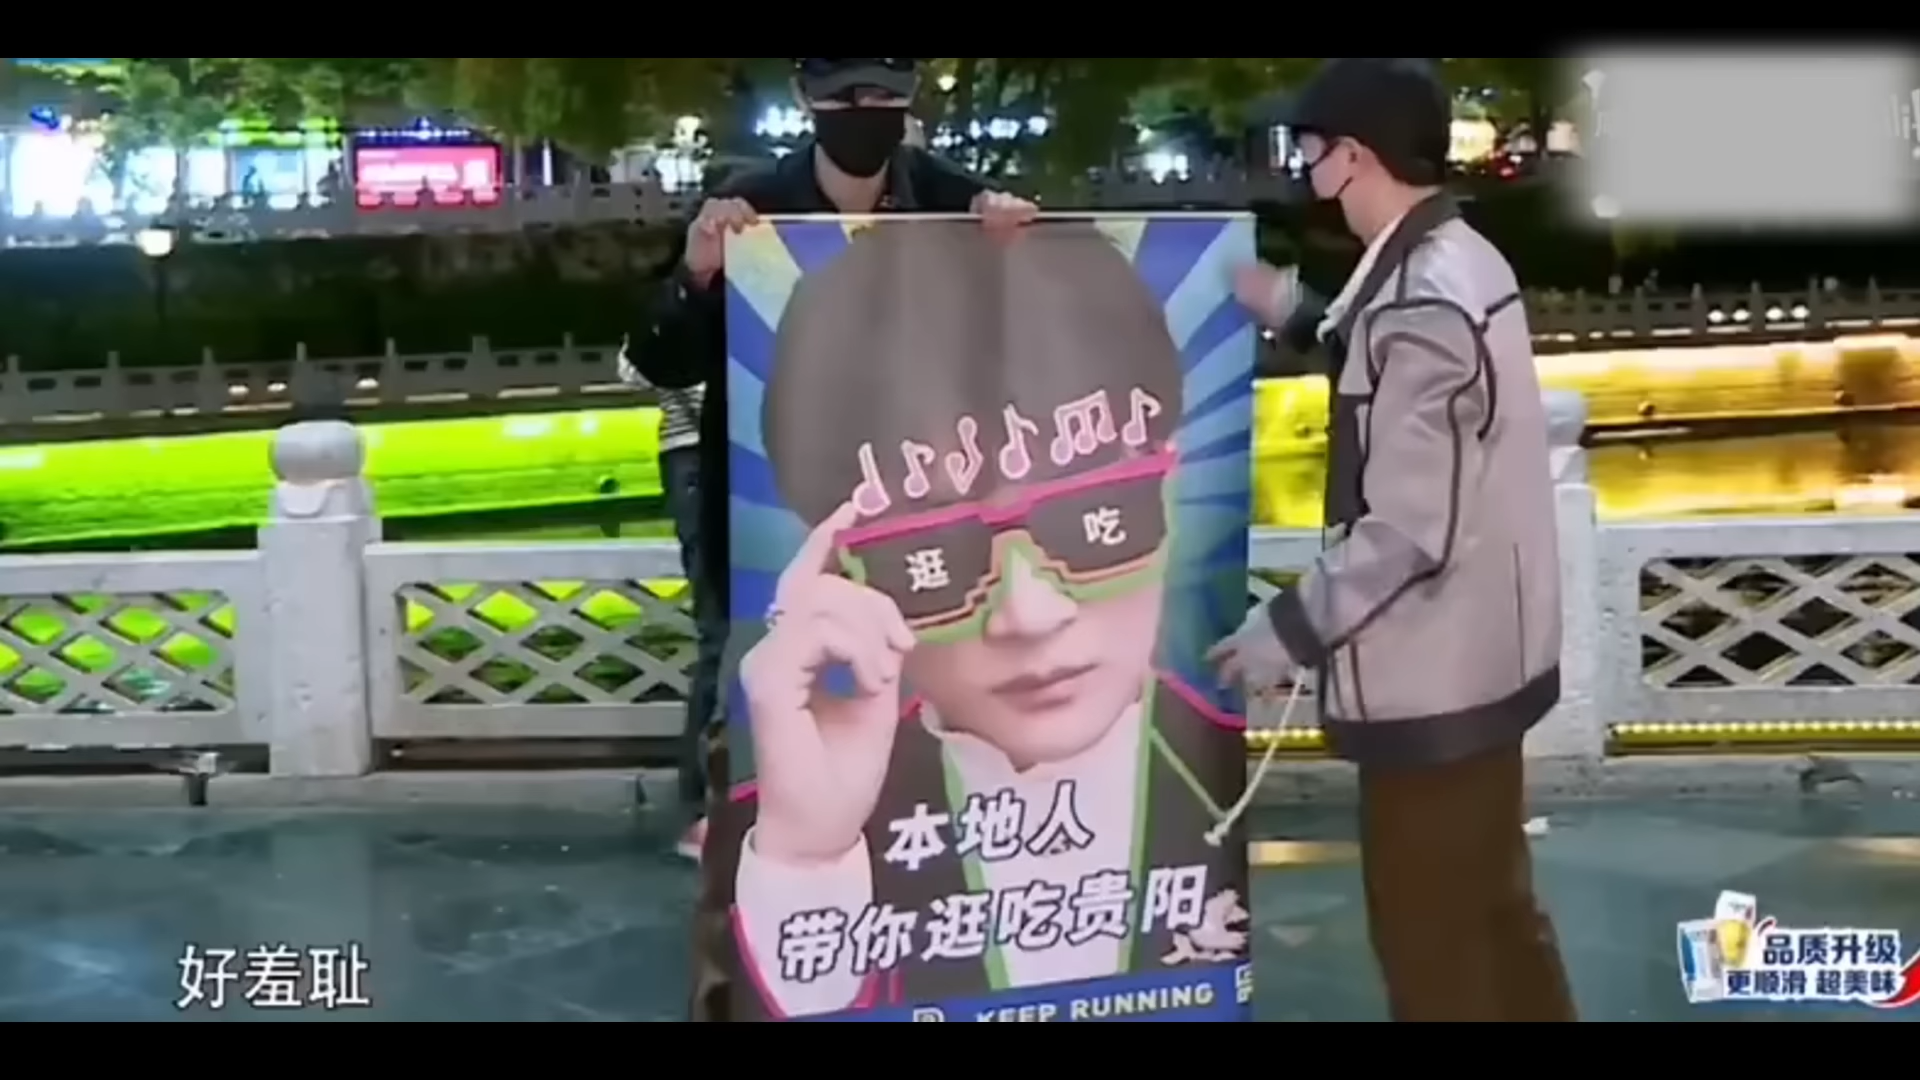 逛 吃
本地人
带你逛吃贵阳
KEEP RUNNING
好羞耻
品质升级
更顺滑 超美味